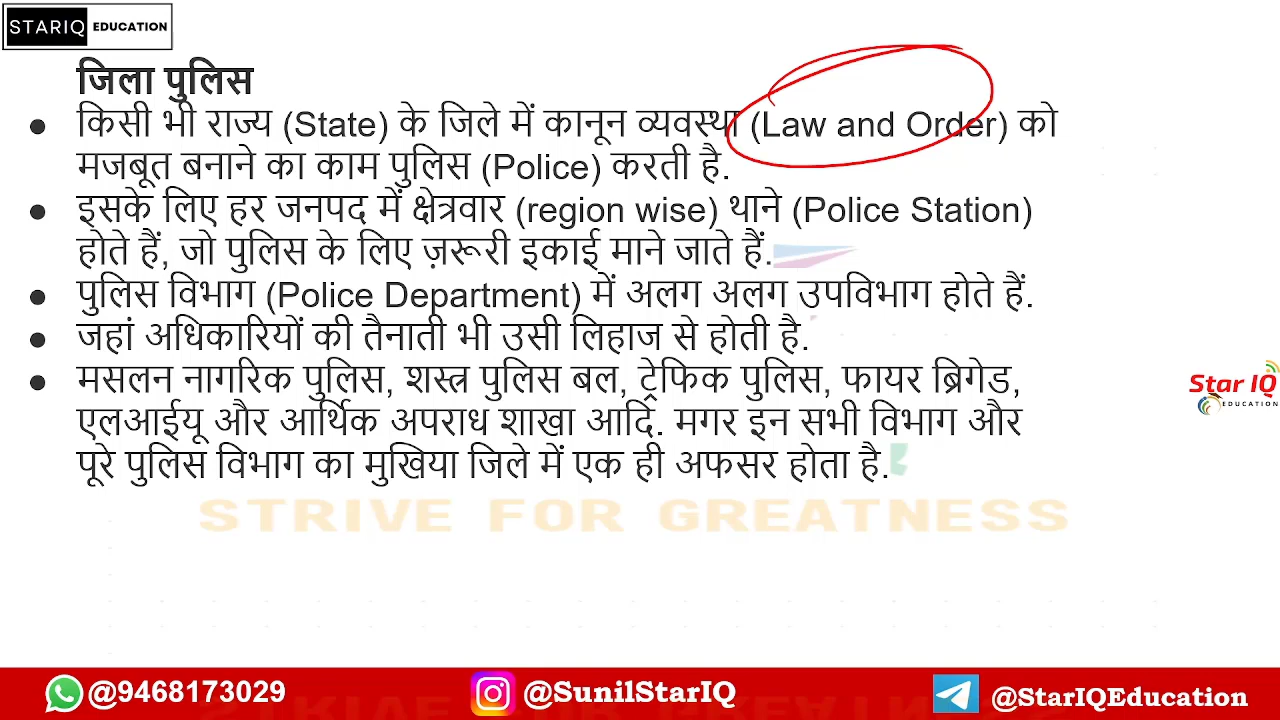 STARIQ EDUCATION
जिला पुलिस
● किसी भी राज्य (State) के जिले में कानून व्यवस्था (Law and Order) को
मजबूत बनाने का काम पुलिस (Police) करती है.
● इसके लिए हर जनपद में क्षेत्रवार (region wise) थाने (Police Station)
होते हैं, जो पुलिस के लिए ज़रूरी इकाई माने जाते हैं.
● पुलिस विभाग (Police Department) में अलग अलग उपविभाग होते हैं.
● जहां अधिकारियों की तैनाती भी उसी लिहाज से होती है.
● मसलन नागरिक पुलिस, शस्त्र पुलिस बल, ट्रेफिक पुलिस, फायर ब्रिगेड,
एलआईयू और आर्थिक अपराध शाखा आदि. मगर इन सभी विभाग और
पूरे पुलिस विभाग का मुखिया जिले में एक ही अफसर होता है.
Star IQ
EDUCATION
STRIVE FOR GREATNESS
@9468173029 @SunilStarIQ @StarIQEducation